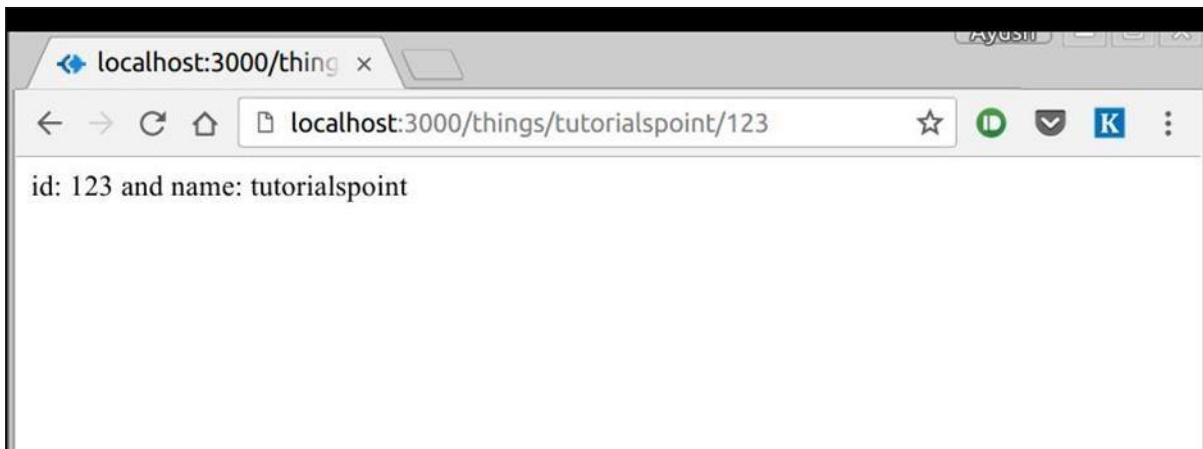 Ayush
localhost:3000/thing
localhost:3000/things/tutorialspoint/123
K
id: 123 and name: tutorialspoint